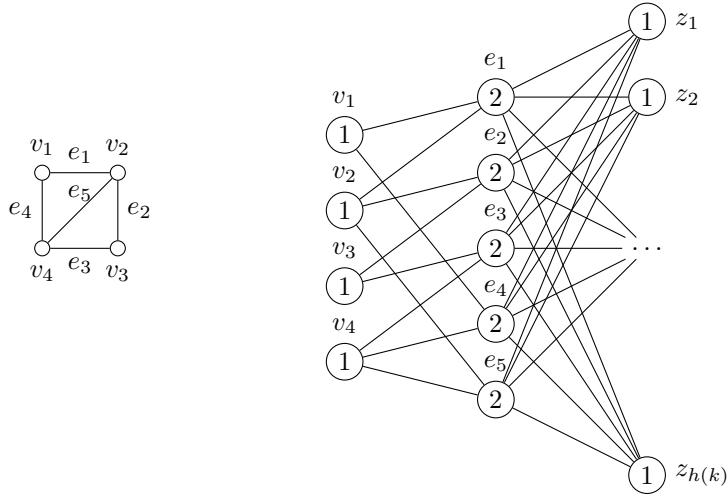 v₁ e₁ v₂
e₄ e₅ e₂
v₄ e₃ v₃
v₁
1
v₂
1
v₃
1
v₄
1
e₁
2
e₂
2
e₃
2
e₄
2
e₅
2
1 z₁
1 z₂
···
1 z_{h(k)}